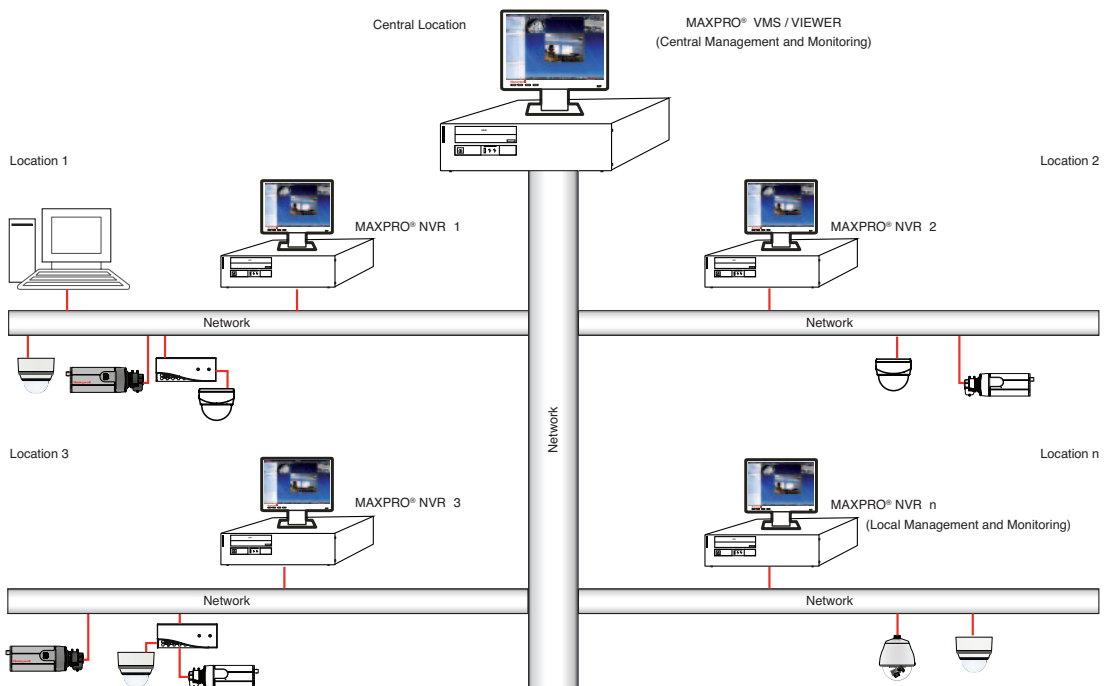 Central Location
MAXPRO® VMS / VIEWER
(Central Management and Monitoring)
Location 1
Location 2
MAXPRO® NVR 1
MAXPRO® NVR 2
Network
Network
Network
Location 3
Location n
MAXPRO® NVR 3
MAXPRO® NVR n
(Local Management and Monitoring)
Network
Network